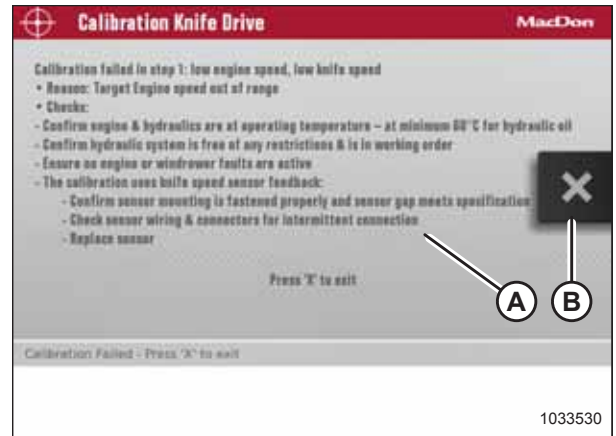 Calibration Knife Drive
MacDon
Calibration failed in step 1: low engine speed, low knife speed
• Reason: Target Engine speed out of range
• Checks:
- Confirm engine & hydraulics are at operating temperature – at minimum 60°C for hydraulic oil
- Confirm hydraulic system is free of any restrictions & is in working order
- Ensure no engine or windrower faults are active
- The calibration uses knife speed sensor feedback:
- Confirm sensor mounting is fastened properly and sensor gap meets specification
- Check sensor wiring & connectors for intermittent connection
- Replace sensor
Press 'X' to exit
A
B
Calibration Failed - Press 'X' to exit
1033530